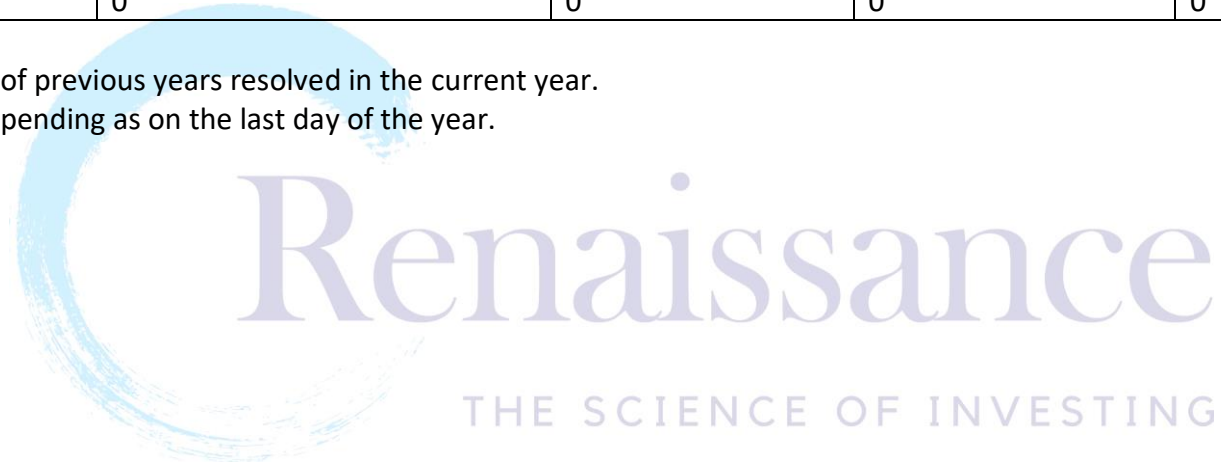 0 0 0 0
of previous years resolved in the current year.
pending as on the last day of the year.
Renaissance
THE SCIENCE OF INVESTING